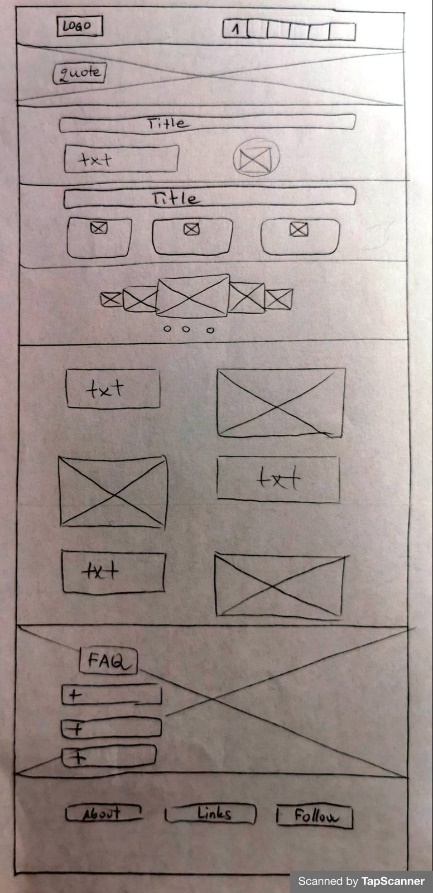 LOGO
1
Quote
Title
txt
Title
txt
txt
txt
FAQ
+
+
+
About
Links
Follow
Scanned by TapScanner